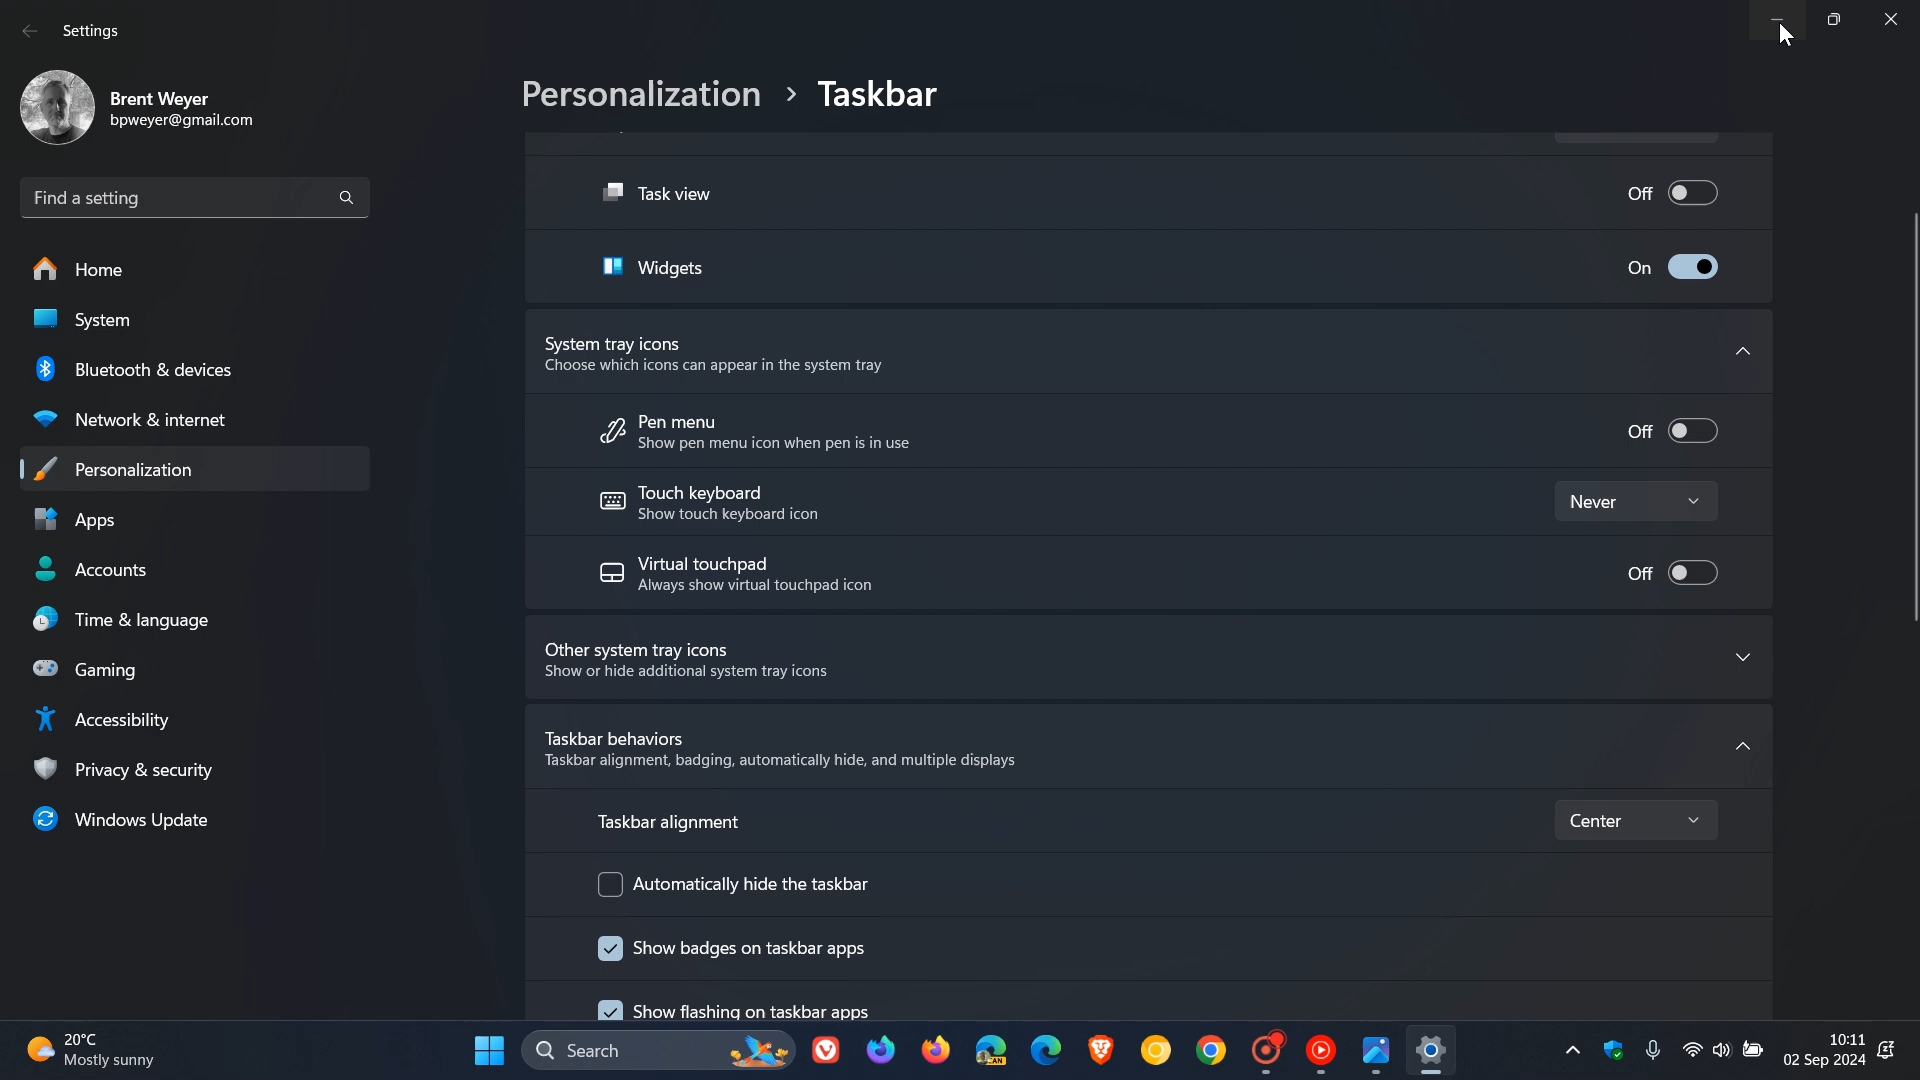 Settings
Brent Weyer
bpweyer@gmail.com
Find a setting
Home
System
Bluetooth & devices
Network & internet
Personalization
Apps
Accounts
Time & language
Gaming
Accessibility
Privacy & security
Windows Update
Personalization > Taskbar
Task view Off
Widgets On
System tray icons
Choose which icons can appear in the system tray
Pen menu
Show pen menu icon when pen is in use
Off
Touch keyboard
Show touch keyboard icon
Never
Virtual touchpad
Always show virtual touchpad icon
Off
Other system tray icons
Show or hide additional system tray icons
Taskbar behaviors
Taskbar alignment, badging, automatically hide, and multiple displays
Taskbar alignment Center
Automatically hide the taskbar
Show badges on taskbar apps
Show flashing on taskbar apps
20°C
Mostly sunny
Search
CAN
10:11
02 Sep 2024